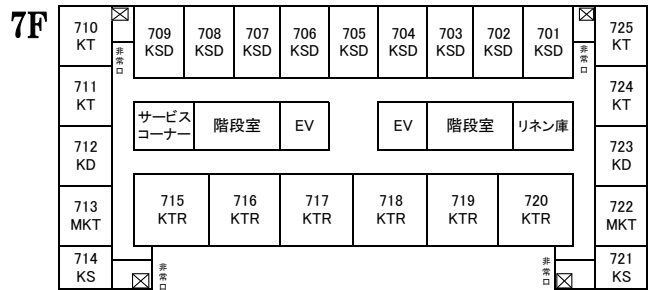 7F
710
KT
非常口
709
KSD
708
KSD
707
KSD
706
KSD
705
KSD
704
KSD
703
KSD
702
KSD
701
KSD
非常口
725
KT
711
KT
724
KT
サービス
コーナー
階段室
EV
EV
階段室
リネン庫
712
KD
723
KD
713
MKT
715
KTR
716
KTR
717
KTR
718
KTR
719
KTR
720
KTR
722
MKT
714
KS
非常口
非常口
721
KS